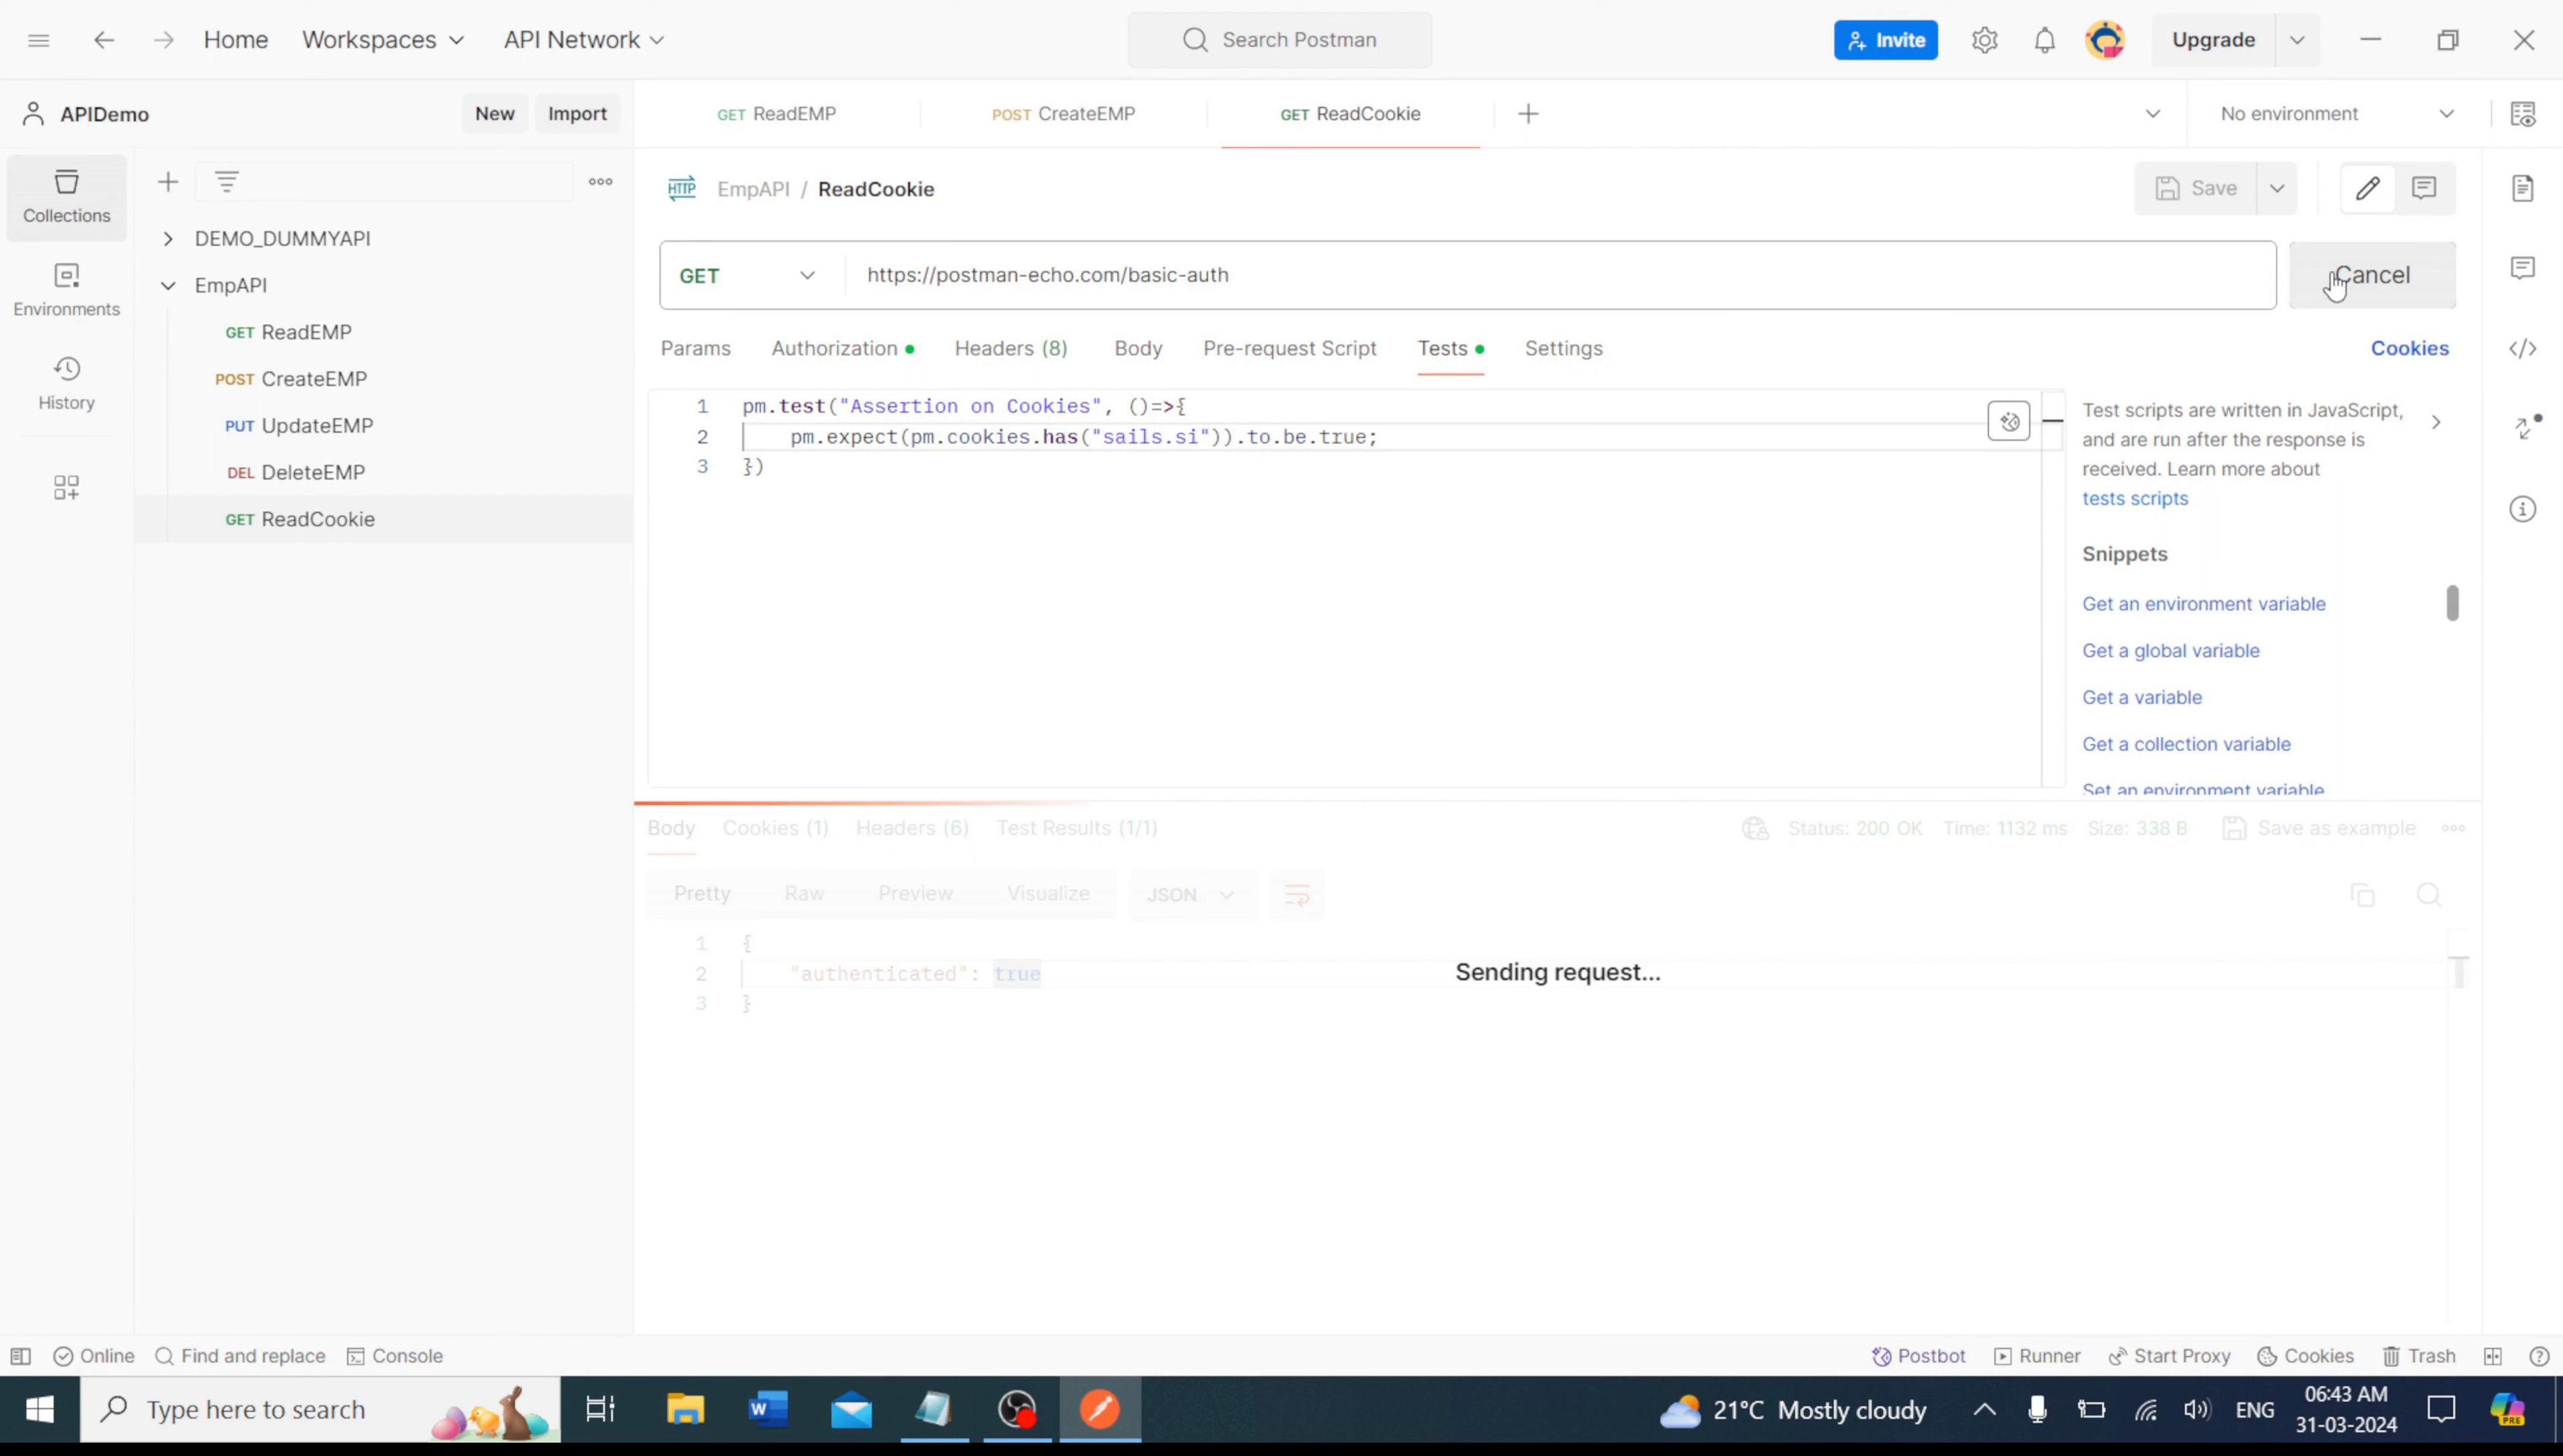 Home Workspaces API Network Search Postman Invite Upgrade
APIDemo New Import GET ReadEMP POST CreateEMP GET ReadCookie No environment
Collections
Environments
History
DEMO_DUMMYAPI
EmpAPI
GET ReadEMP
POST CreateEMP
PUT UpdateEMP
DEL DeleteEMP
GET ReadCookie
HTTP EmpAPI / ReadCookie Save
GET https://postman-echo.com/basic-auth Cancel
Params Authorization Headers (8) Body Pre-request Script Tests Settings Cookies
1 pm.test("Assertion on Cookies", ()=>{
2 pm.expect(pm.cookies.has("sails.si")).to.be.true;
3 })
Test scripts are written in JavaScript,
and are run after the response is
received. Learn more about
tests scripts
Snippets
Get an environment variable
Get a global variable
Get a variable
Get a collection variable
Set an environment variable
Body Cookies (1) Headers (6) Test Results (1/1) Status: 200 OK Time: 1132 ms Size: 338 B Save as example
Pretty Raw Preview Visualize JSON
1 {
2 "authenticated": true
3 }
Sending request...
Online Find and replace Console Postbot Runner Start Proxy Cookies Trash
Type here to search 21°C Mostly cloudy ENG 06:43 AM
31-03-2024
PRE